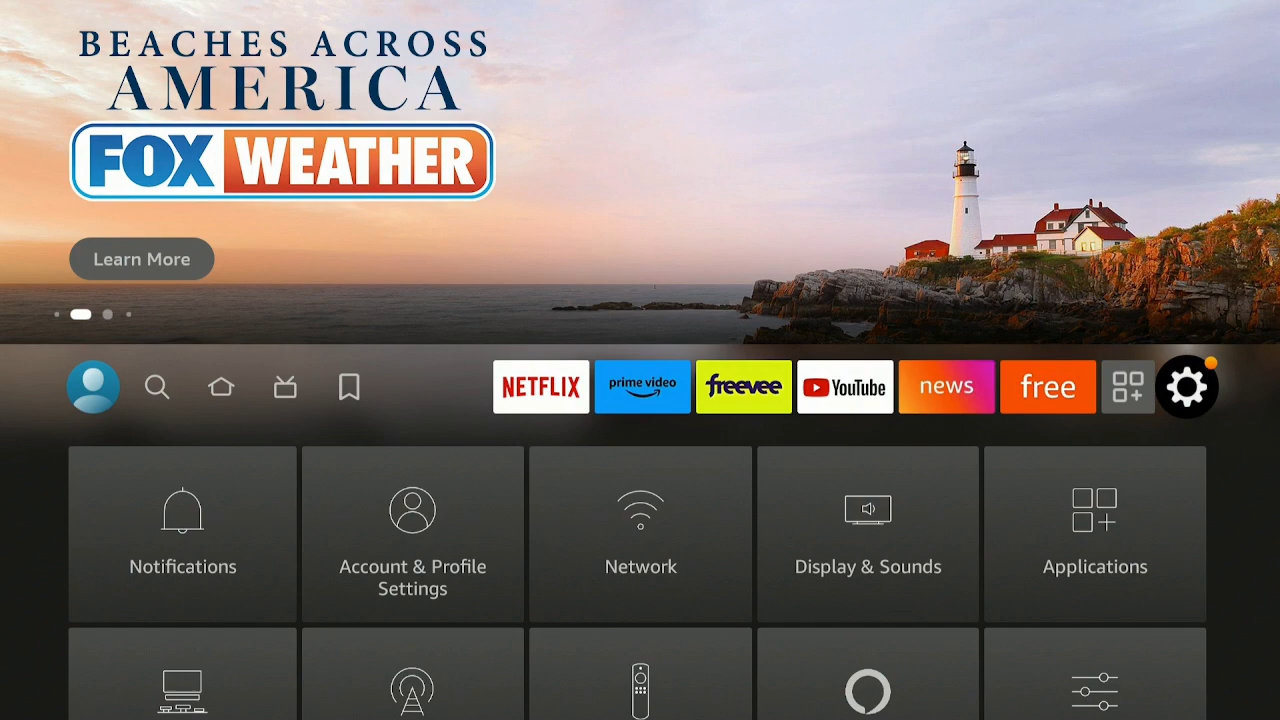 BEACHES ACROSS
AMERICA
FOX WEATHER
Learn More
NETFLIX
prime video
freevee
YouTube
news
free
Notifications
Account & Profile
Settings
Network
Display & Sounds
Applications